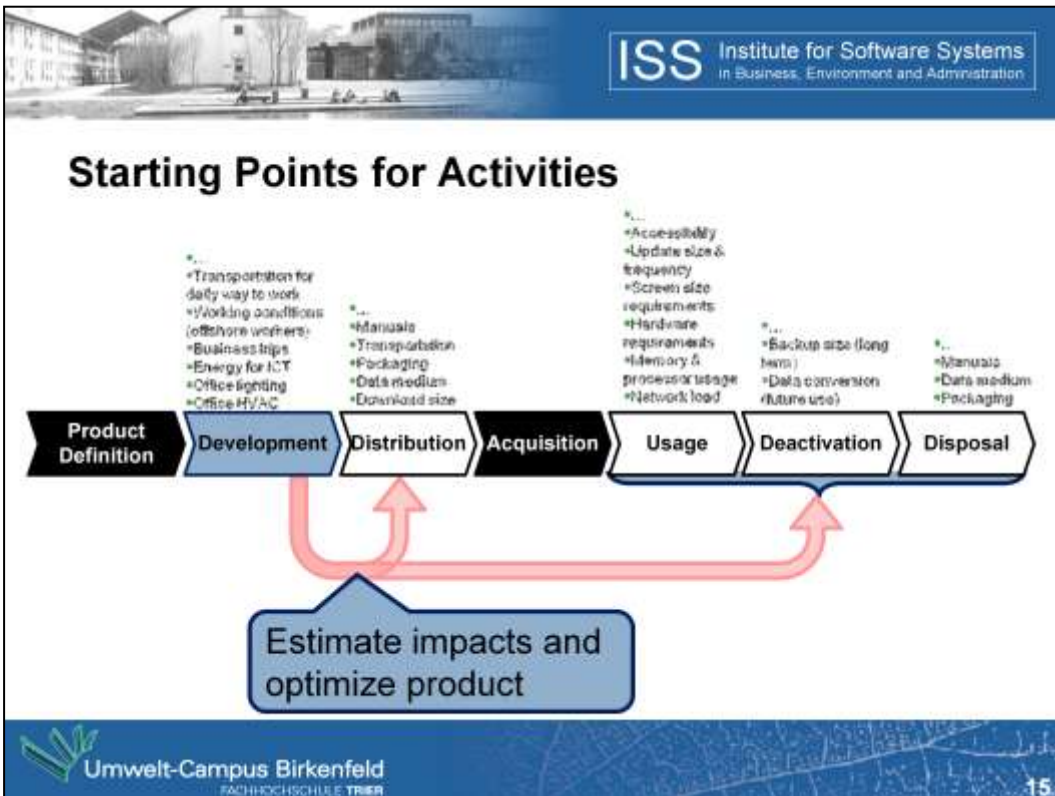 ISS Institute for Software Systems
in Business, Environment and Administration
Starting Points for Activities
•...
•Transportation for
daily way to work
•Working conditions
(offshore workers)
•Business trips
•Energy for ICT
•Office lighting
•Office HVAC
•...
•Manuals
•Transportation
•Packaging
•Data medium
•Download size
•...
•Accessibility
•Update size &
frequency
•Screen size
requirements
•Hardware
requirements
•Memory &
processor usage
•Network load
•...
•Backup size (long
term)
•Data conversion
(future use)
•...
•Manuals
•Data medium
•Packaging
Product
Definition
Development
Distribution
Acquisition
Usage
Deactivation
Disposal
Estimate impacts and
optimize product
Umwelt-Campus Birkenfeld
FACHHOCHSCHULE TRIER
15